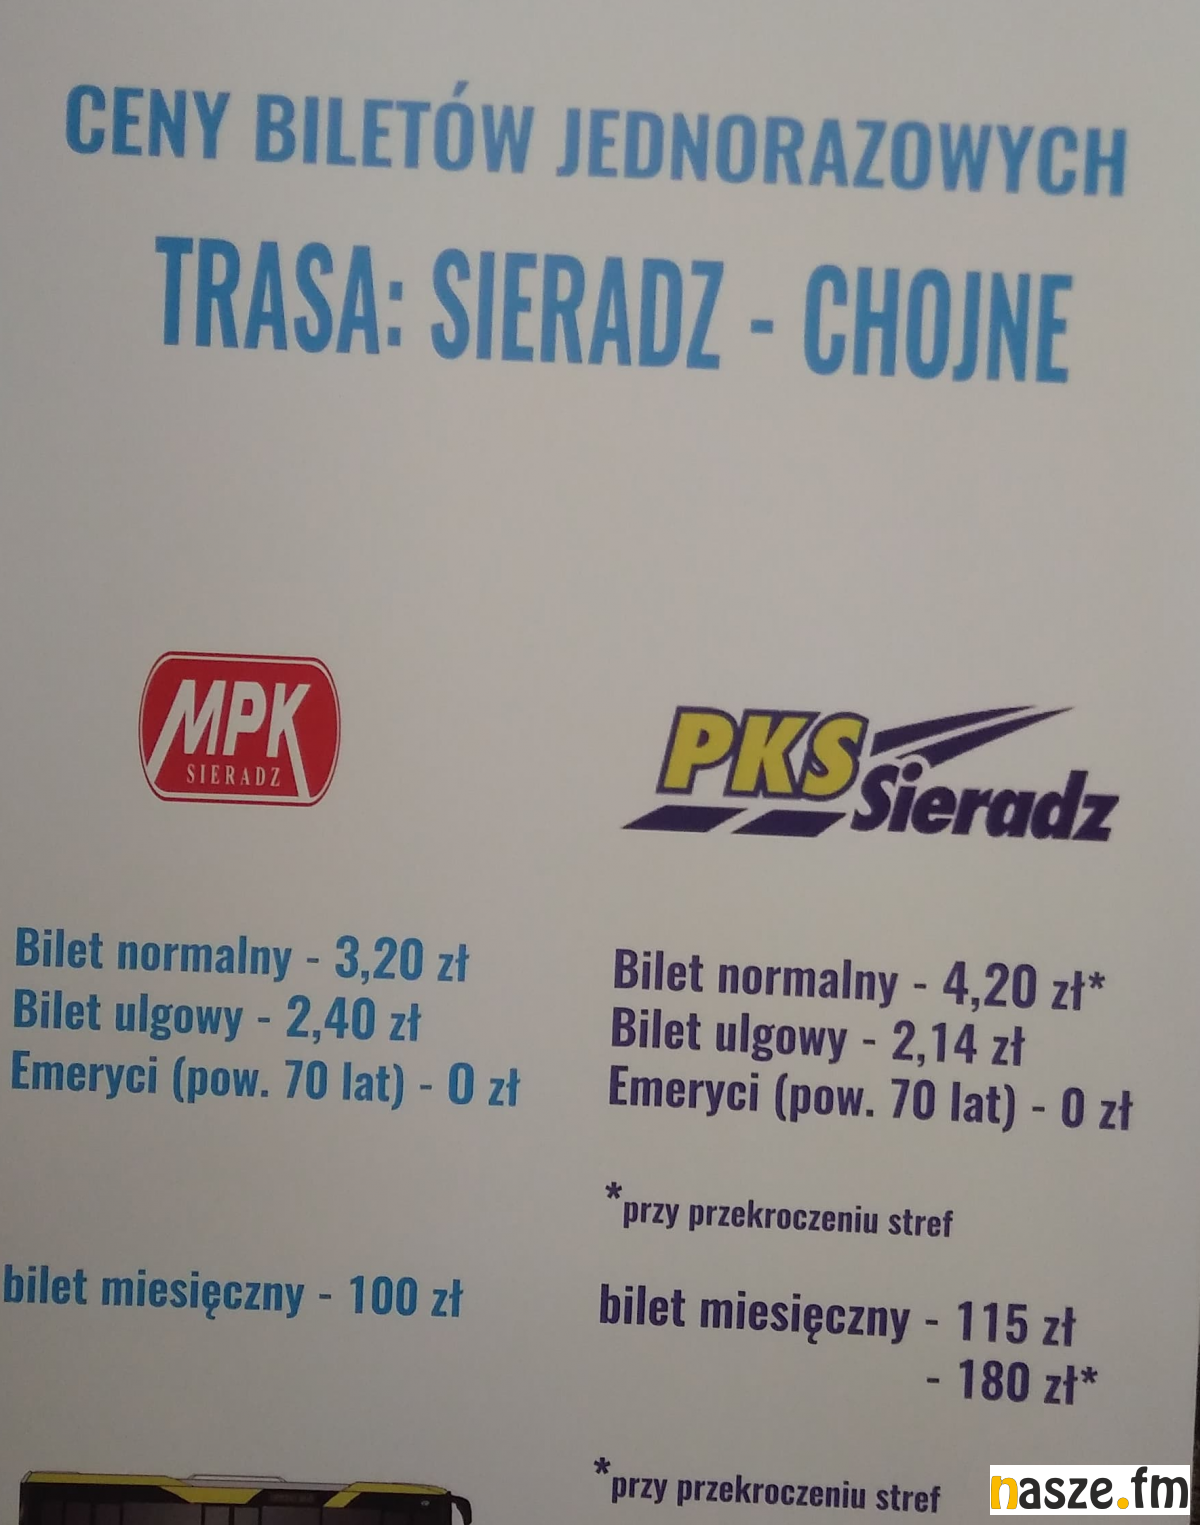 CENY BILETÓW JEDNORAZOWYCH
TRASA: SIERADZ - CHOJNE
MPK
SIERADZ
Bilet normalny - 3,20 zł
Bilet ulgowy - 2,40 zł
Emeryci (pow. 70 lat) - 0 zł
bilet miesięczny - 100 zł
PKS
Sieradz
Bilet normalny - 4,20 zł*
Bilet ulgowy - 2,14 zł
Emeryci (pow. 70 lat) - 0 zł
*przy przekroczeniu stref
bilet miesięczny - 115 zł
- 180 zł*
*przy przekroczeniu stref
nasze.fm